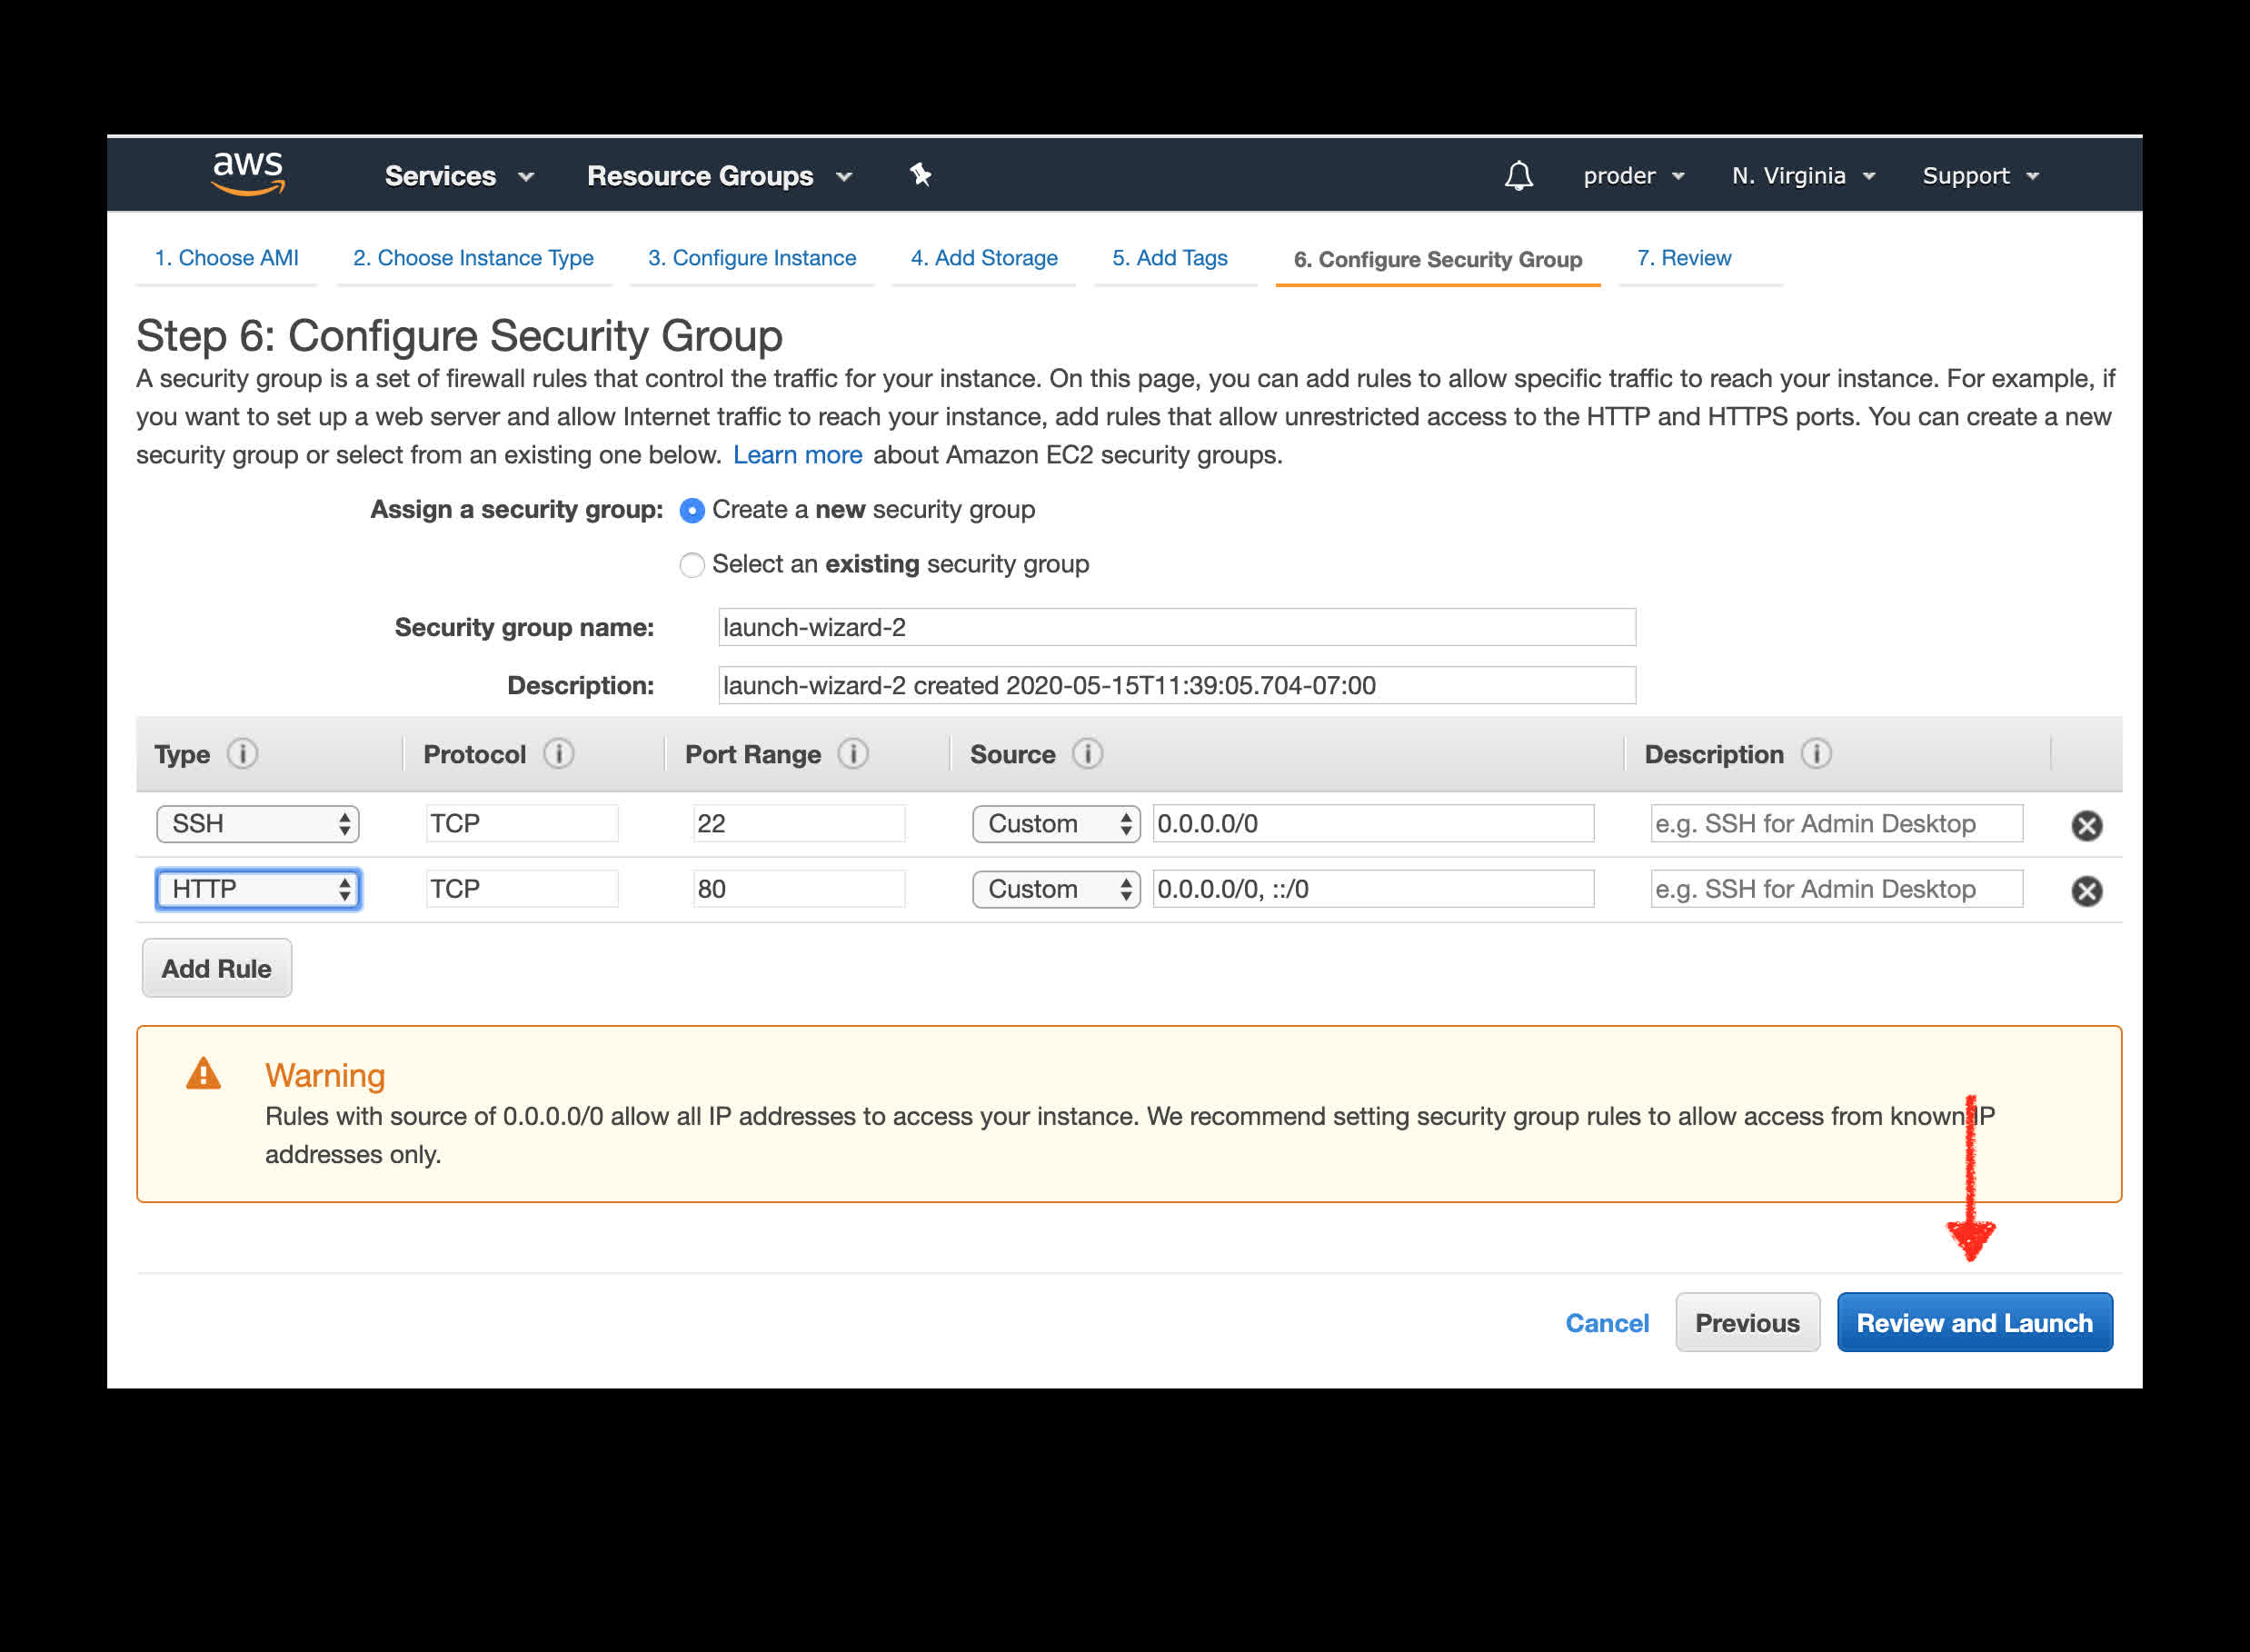 aws Services Resource Groups proder N. Virginia Support
1. Choose AMI 2. Choose Instance Type 3. Configure Instance 4. Add Storage 5. Add Tags 6. Configure Security Group 7. Review
Step 6: Configure Security Group
A security group is a set of firewall rules that control the traffic for your instance. On this page, you can add rules to allow specific traffic to reach your instance. For example, if
you want to set up a web server and allow Internet traffic to reach your instance, add rules that allow unrestricted access to the HTTP and HTTPS ports. You can create a new
security group or select from an existing one below. Learn more about Amazon EC2 security groups.
Assign a security group: Create a new security group
Select an existing security group
Security group name: launch-wizard-2
Description: launch-wizard-2 created 2020-05-15T11:39:05.704-07:00
Type i Protocol i Port Range i Source i Description i
SSH TCP 22 Custom 0.0.0.0/0 e.g. SSH for Admin Desktop
HTTP TCP 80 Custom 0.0.0.0/0, ::/0 e.g. SSH for Admin Desktop
Add Rule
Warning
Rules with source of 0.0.0.0/0 allow all IP addresses to access your instance. We recommend setting security group rules to allow access from known IP
addresses only.
Cancel Previous Review and Launch